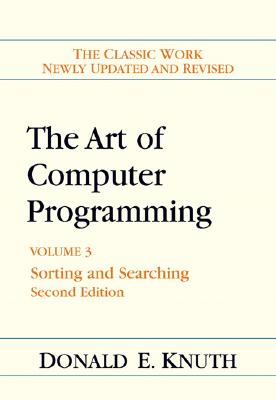 THE CLASSIC WORK
NEWLY UPDATED AND REVISED
The Art of
Computer
Programming
VOLUME 3
Sorting and Searching
Second Edition
DONALD E. KNUTH